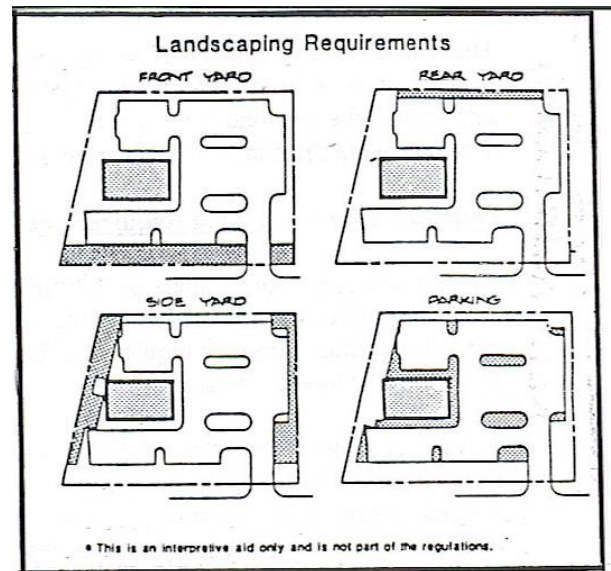 Landscaping Requirements
FRONT YARD
REAR YARD
SIDE YARD
PARKING
* This is an interpretive aid only and is not part of the regulations.